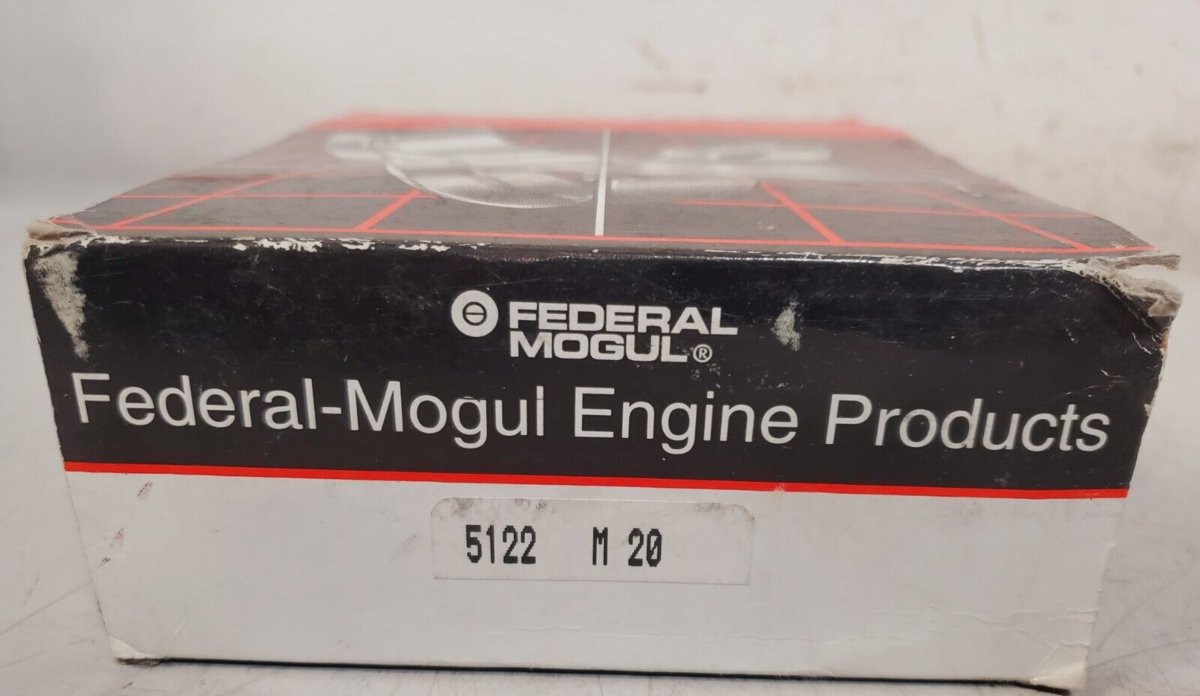 FEDERAL
MOGUL®
Federal-Mogul Engine Products
5122 M 20